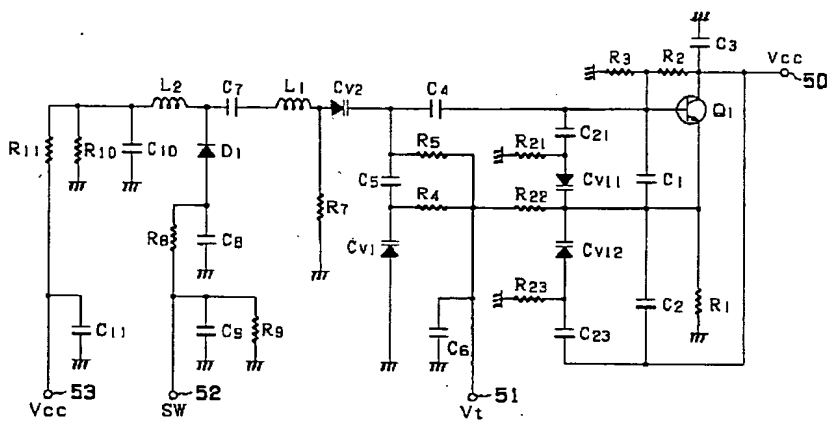 C3
R3
R2
Vcc
50
L2
C7
L1
CV2
C4
Q1
R11
R10
C10
D1
R5
R21
C21
C5
R4
R22
CV11
C1
R8
C8
R7
CV1
CV12
R23
C2
R1
C11
C9
R9
C6
C23
53
52
51
Vcc
SW
Vt